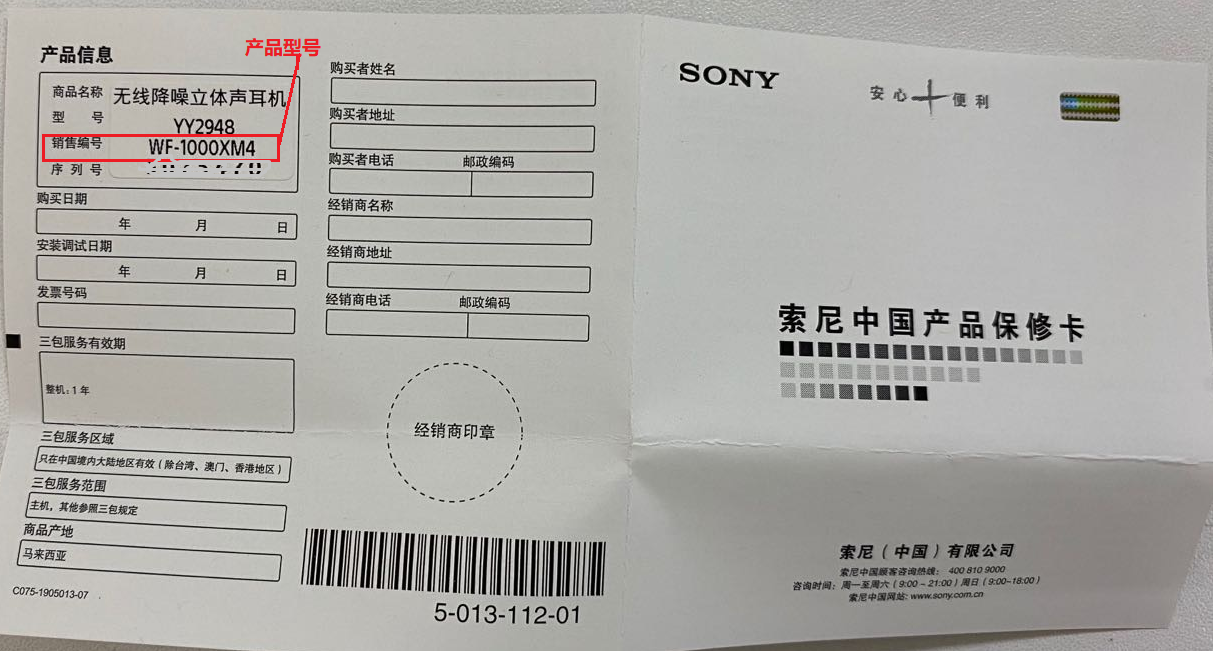 产品信息
产品型号
商品名称 无线降噪立体声耳机
型 号 YY2948
销售编号 WF-1000XM4
序列号
购买日期
年 月 日
安装调试日期
年 月 日
发票号码
三包服务有效期
整机：1 年
三包服务区域
只在中国境内大陆地区有效（除台湾、澳门、香港地区）
三包服务范围
主机，其他参照三包规定
商品产地
马来西亚
C075-1905013-07
购买者姓名
购买者地址
购买者电话 邮政编码
经销商名称
经销商地址
经销商电话 邮政编码
经销商印章
5-013-112-01
SONY
安心 便利
索尼中国产品保修卡
索尼（中国）有限公司
索尼中国顾客咨询热线： 400 810 9000
咨询时间：周一至周六（9:00～21:00）周日（9:00~18:00）
索尼中国网站: www.sony.com.cn